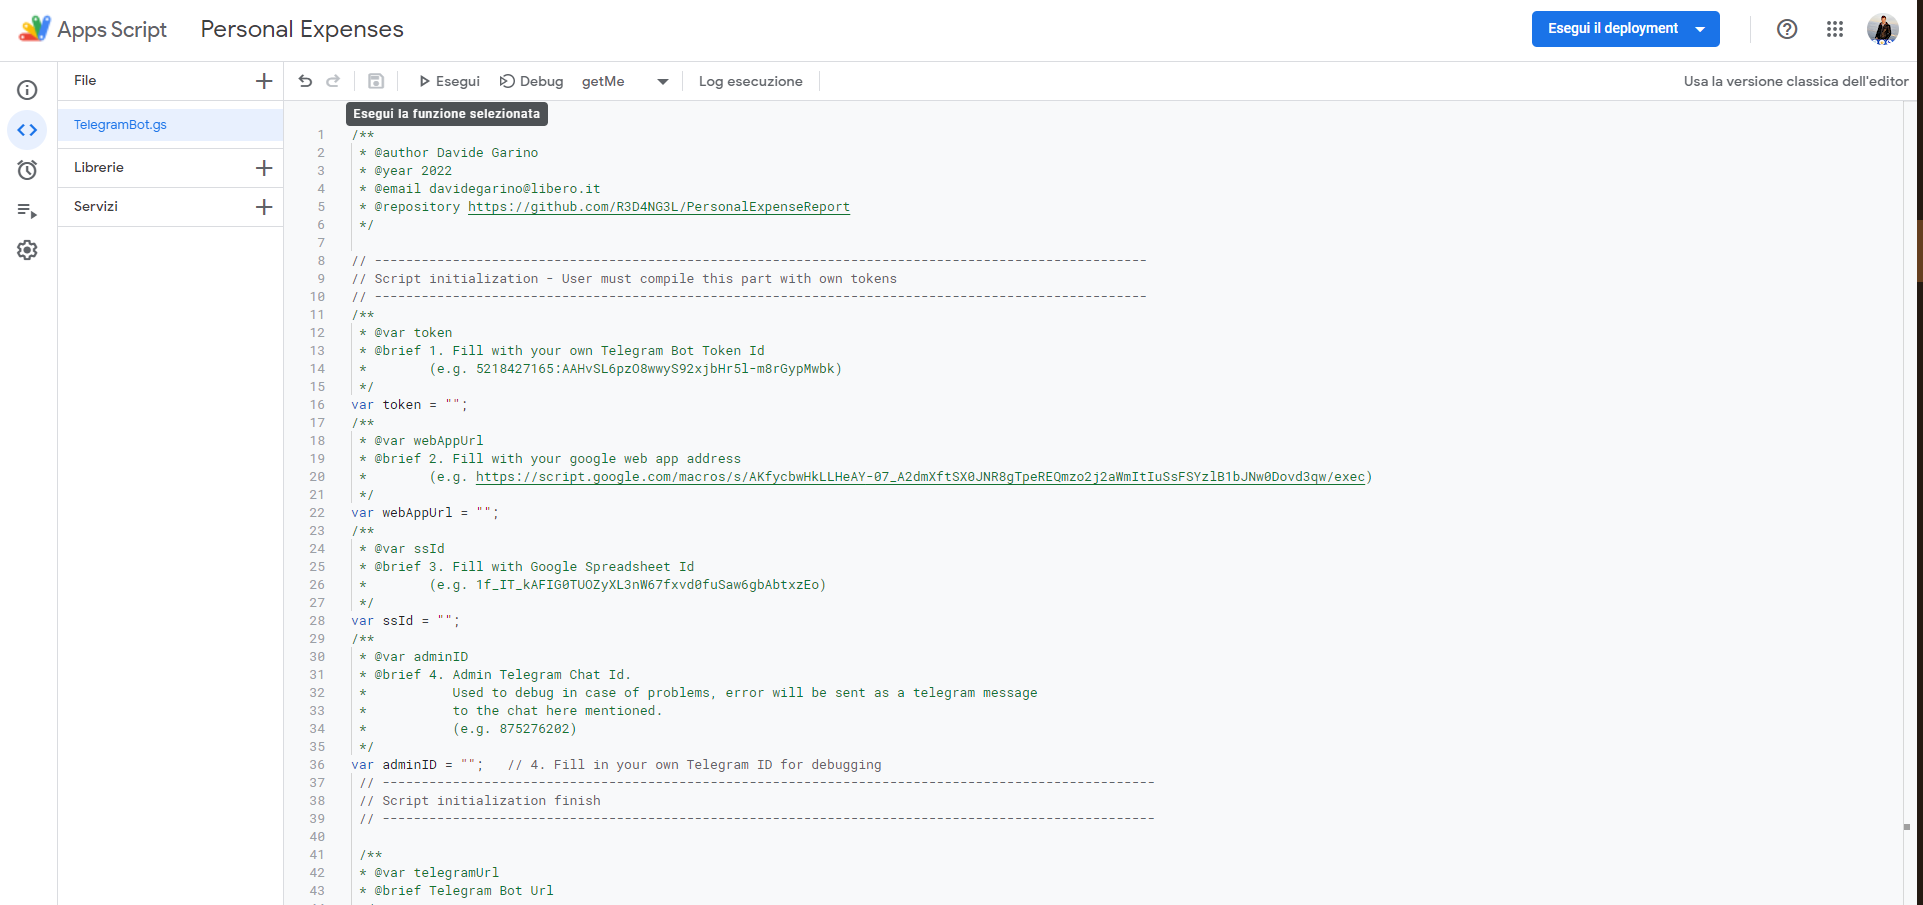 Apps Script
Personal Expenses
Esegui il deployment
File
Esegui
Debug
getMe
Log esecuzione
Usa la versione classica dell'editor
TelegramBot.gs
Librerie
Servizi
Esegui la funzione selezionata
1 /**
2 * @author Davide Garino
3 * @year 2022
4 * @email davidegarino@libero.it
5 * @repository https://github.com/R3D4NG3L/PersonalExpenseReport
6 */
7
8 // ---------------------------------------------------------------------------------------------------
9 // Script initialization - User must compile this part with own tokens
10 // ---------------------------------------------------------------------------------------------------
11 /**
12 * @var token
13 * @brief 1. Fill with your own Telegram Bot Token Id
14 * (e.g. 5218427165:AAHvSL6pzO8wwyS92xjbHr5l-m8rGypMwbk)
15 */
16 var token = "";
17 /**
18 * @var webAppUrl
19 * @brief 2. Fill with your google web app address
20 * (e.g. https://script.google.com/macros/s/AKfycbwHkLLHeAY-07_A2dmXftSX0JNR8gTpeREQmzo2j2aWmItIuSsFSYzlB1bJNw0Dovd3qw/exec)
21 */
22 var webAppUrl = "";
23 /**
24 * @var ssId
25 * @brief 3. Fill with Google Spreadsheet Id
26 * (e.g. 1f_IT_kAFIG0TUOZyXL3nW67fxvd0fuSaw6gbAbtxzEo)
27 */
28 var ssId = "";
29 /**
30 * @var adminID
31 * @brief 4. Admin Telegram Chat Id.
32 * Used to debug in case of problems, error will be sent as a telegram message
33 * to the chat here mentioned.
34 * (e.g. 875276202)
35 */
36 var adminID = ""; // 4. Fill in your own Telegram ID for debugging
37 // ---------------------------------------------------------------------------------------------------
38 // Script initialization finish
39 // ---------------------------------------------------------------------------------------------------
40
41 /**
42 * @var telegramUrl
43 * @brief Telegram Bot Url